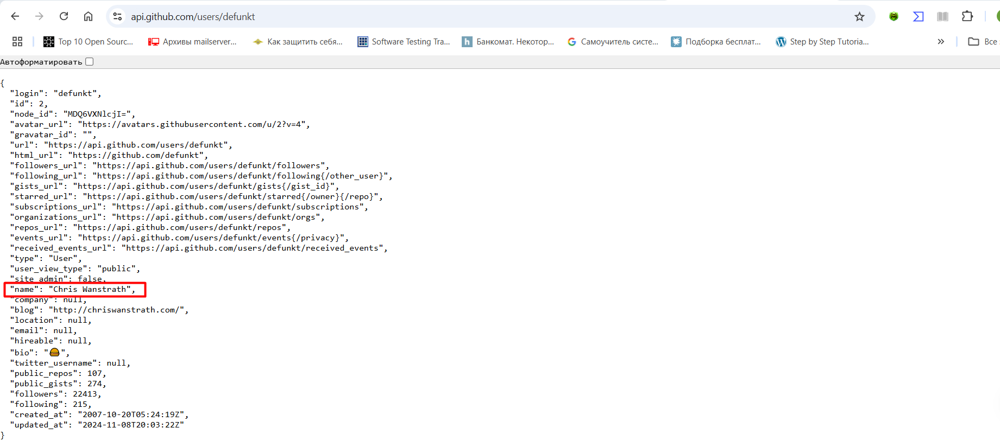 api.github.com/users/defunkt
Top 10 Open Sourc... Архивы mailserver... Как защитить себя... Software Testing Tra... Банкомат. Некотор... Самоучитель систе... Подборка бесплат... Step by Step Tutoria... » Все
Автоформатировать
{
"login": "defunkt",
"id": 2,
"node_id": "MDQ6VXNlcjI=",
"avatar_url": "https://avatars.githubusercontent.com/u/2?v=4",
"gravatar_id": "",
"url": "https://api.github.com/users/defunkt",
"html_url": "https://github.com/defunkt",
"followers_url": "https://api.github.com/users/defunkt/followers",
"following_url": "https://api.github.com/users/defunkt/following{/other_user}",
"gists_url": "https://api.github.com/users/defunkt/gists{/gist_id}",
"starred_url": "https://api.github.com/users/defunkt/starred{/owner}{/repo}",
"subscriptions_url": "https://api.github.com/users/defunkt/subscriptions",
"organizations_url": "https://api.github.com/users/defunkt/orgs",
"repos_url": "https://api.github.com/users/defunkt/repos",
"events_url": "https://api.github.com/users/defunkt/events{/privacy}",
"received_events_url": "https://api.github.com/users/defunkt/received_events",
"type": "User",
"user_view_type": "public",
"site_admin": false,
"name": "Chris Wanstrath",
"company": null,
"blog": "http://chriswanstrath.com/",
"location": null,
"email": null,
"hireable": null,
"bio": "🍔",
"twitter_username": null,
"public_repos": 107,
"public_gists": 274,
"followers": 22413,
"following": 215,
"created_at": "2007-10-20T05:24:19Z",
"updated_at": "2024-11-08T20:03:22Z"
}